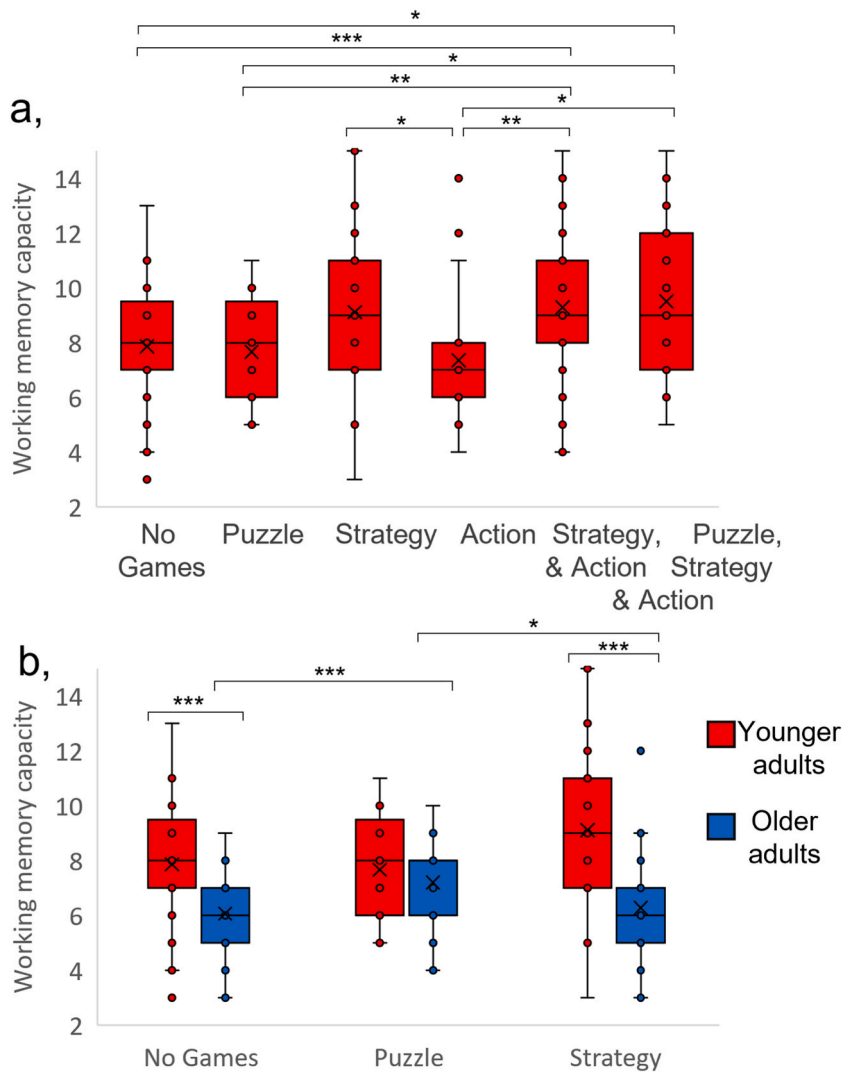 *
***
*
**
a,
*
*
**
Working memory capacity
14
12
10
8
6
4
2
No Puzzle Strategy Action Strategy, Puzzle,
Games & Action Strategy
& Action
*
b,
***
***
***
Working memory capacity
14
12
10
8
6
4
2
Younger
adults
Older
adults
No Games Puzzle Strategy